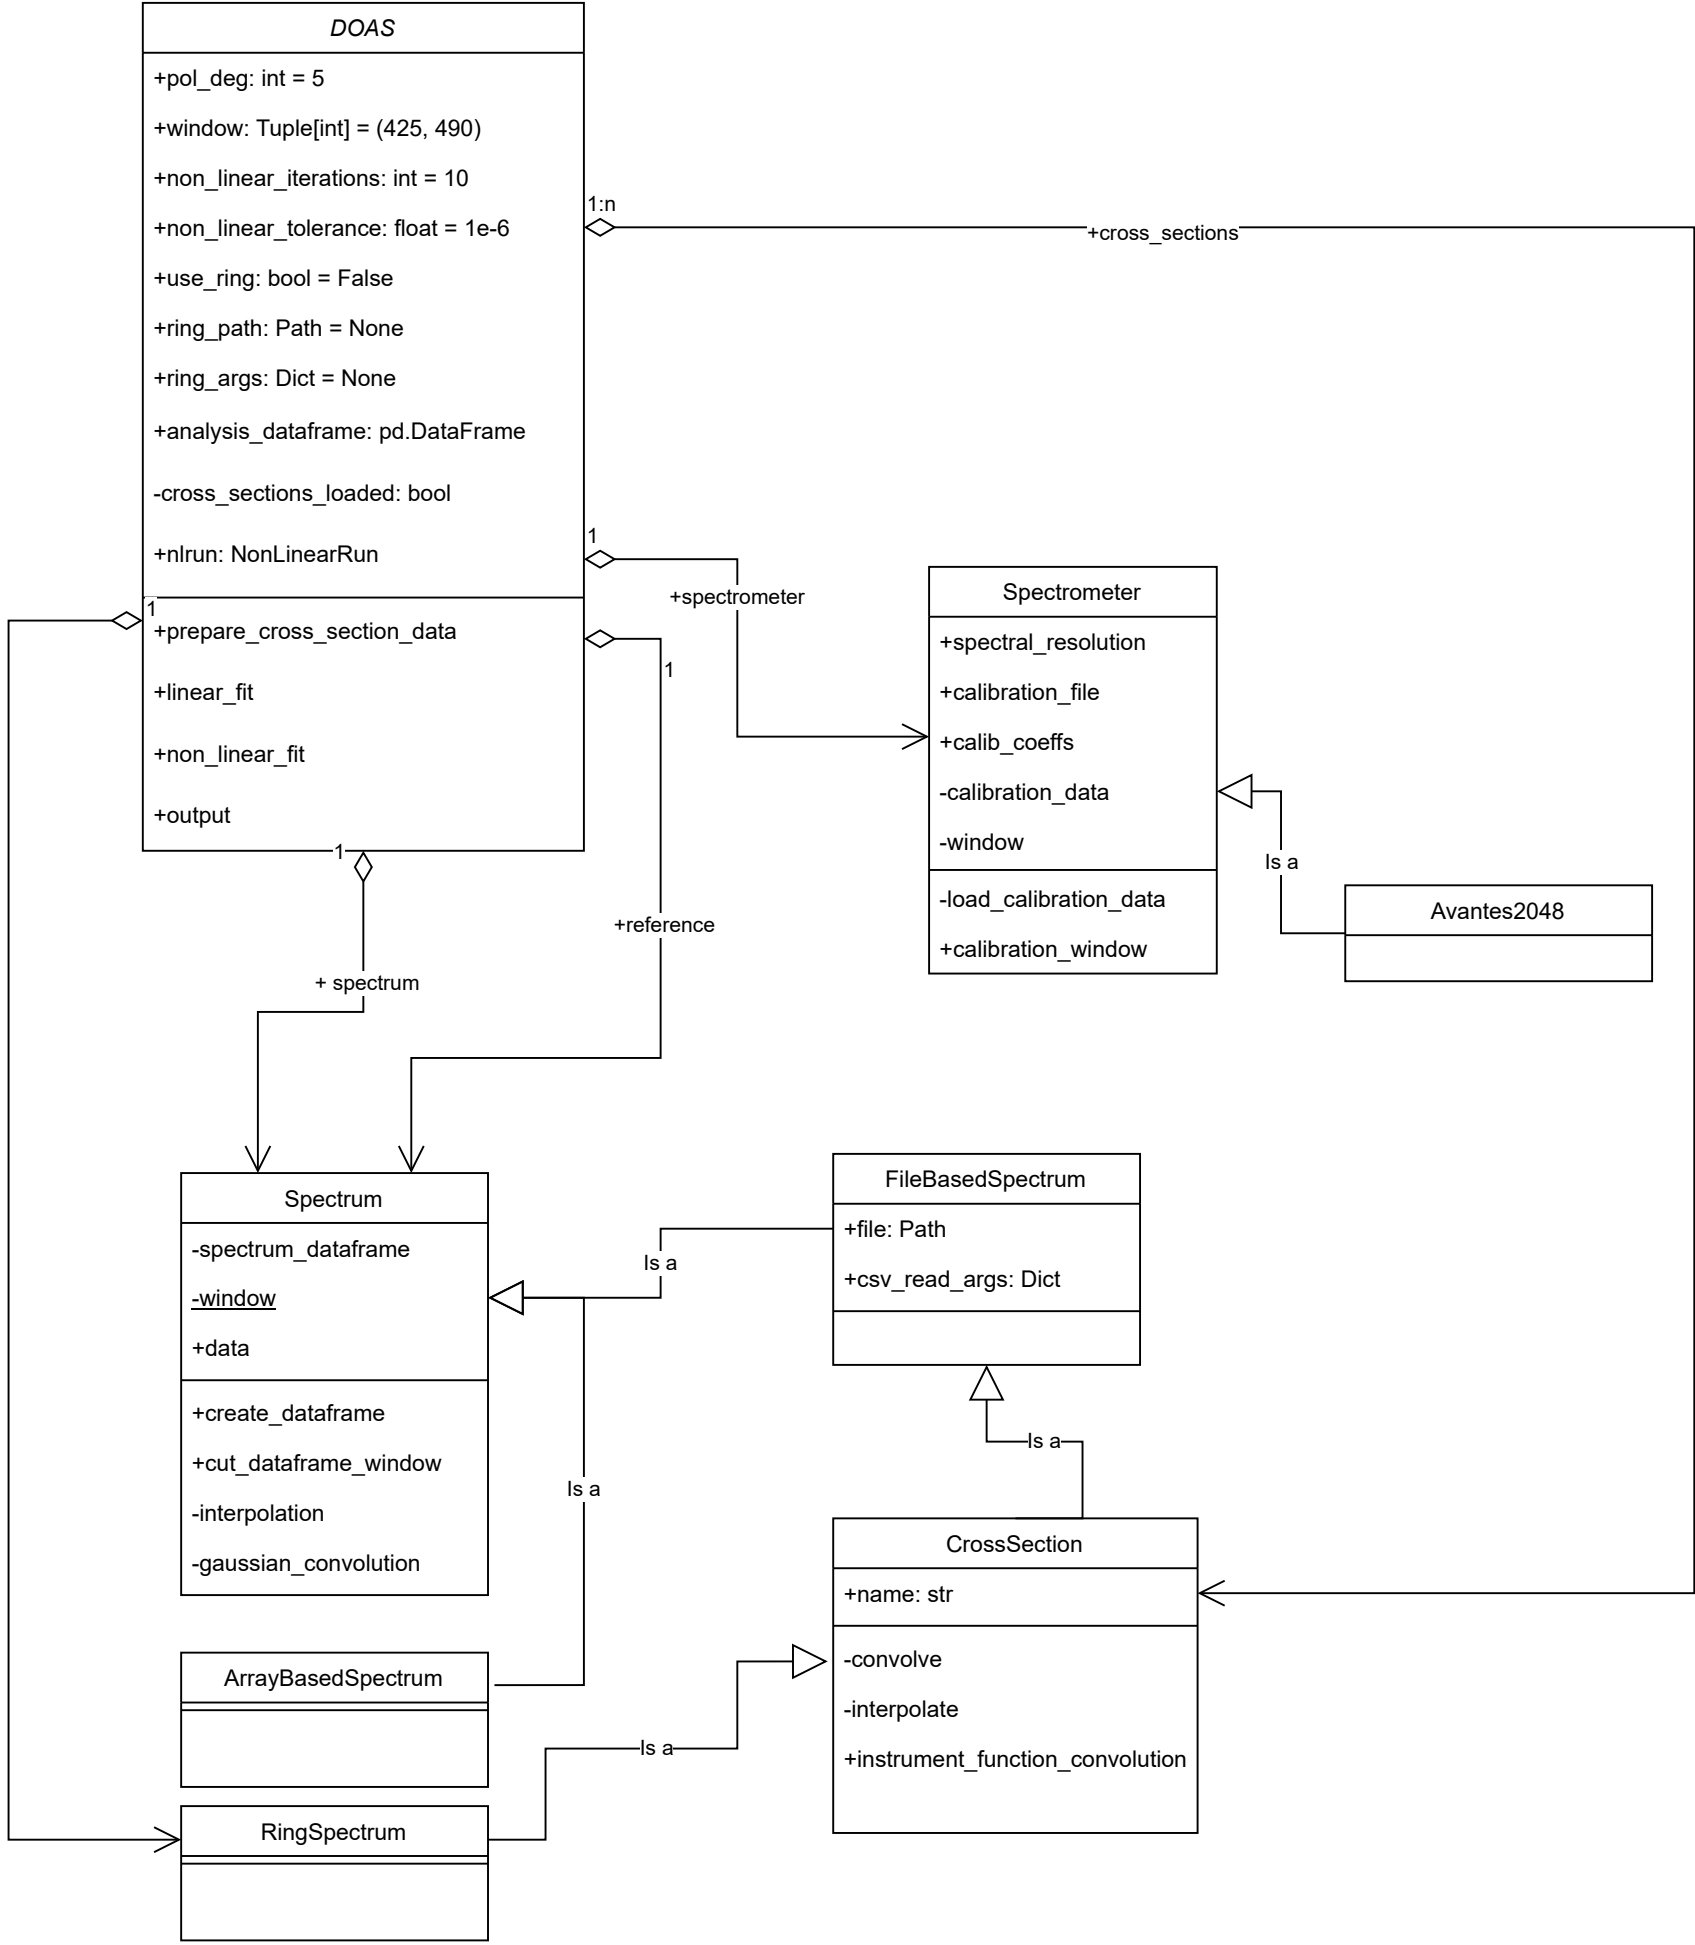 DOAS
+pol_deg: int = 5
+window: Tuple[int] = (425, 490)
+non_linear_iterations: int = 10
+non_linear_tolerance: float = 1e-6
+use_ring: bool = False
+ring_path: Path = None
+ring_args: Dict = None
+analysis_dataframe: pd.DataFrame
-cross_sections_loaded: bool
+nlrun: NonLinearRun
+prepare_cross_section_data
+linear_fit
+non_linear_fit
+output
1:n
+cross_sections
1
+spectrometer
1
1
+reference
1
+ spectrum
Spectrometer
+spectral_resolution
+calibration_file
+calib_coeffs
-calibration_data
-window
-load_calibration_data
+calibration_window
Is a
Avantes2048
Spectrum
-spectrum_dataframe
-window
+data
+create_dataframe
+cut_dataframe_window
-interpolation
-gaussian_convolution
Is a
FileBasedSpectrum
+file: Path
+csv_read_args: Dict
Is a
Is a
CrossSection
+name: str
-convolve
-interpolate
+instrument_function_convolution
ArrayBasedSpectrum
Is a
RingSpectrum